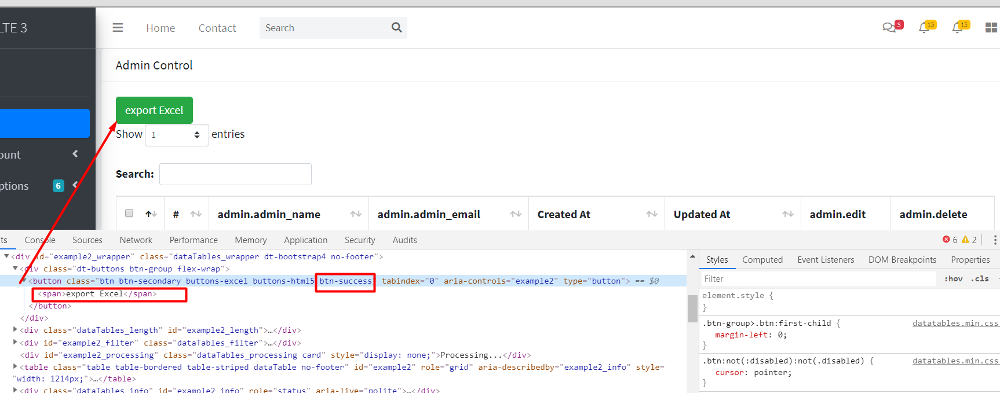 LTE 3
Home
Contact
Search
3
15
15
Admin Control
export Excel
Show 1 entries
ount
ptions 6
Search:
# admin.admin_name admin.admin_email Created At Updated At admin.edit admin.delete
ts Console Sources Network Performance Memory Application Security Audits 6 2
<div id="example2_wrapper" class="dataTables_wrapper dt-bootstrap4 no-footer">
<div class="dt-buttons btn-group flex-wrap">
<button class="btn btn-secondary buttons-excel buttons-html5 btn-success" tabindex="0" aria-controls="example2" type="button"> == $0
<span>export Excel</span>
</button>
</div>
<div class="dataTables_length" id="example2_length">…</div>
<div id="example2_filter" class="dataTables_filter">…</div>
<div id="example2_processing" class="dataTables_processing card" style="display: none;">Processing...</div>
<table class="table table-bordered table-striped dataTable no-footer" id="example2" role="grid" aria-describedby="example2_info" style=
"width: 1214px;">…</table>
<div class="dataTables_info" id="example2_info" role="status" aria-live="polite">…</div>
Styles Computed Event Listeners DOM Breakpoints Properties
Filter :hov .cls
element.style {
}
.btn-group>.btn:first-child { datatables.min.css
margin-left: 0;
}
.btn:not(:disabled):not(.disabled) { datatables.min.css
cursor: pointer;
}